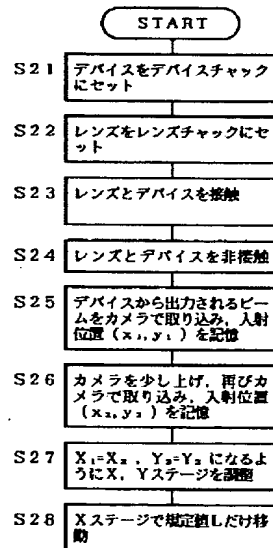 START
S21 デバイスをデバイスチャック
にセット
S22 レンズをレンズチャックにセ
ット
S23 レンズとデバイスを接触
S24 レンズとデバイスを非接触
S25 デバイスから出力されるビー
ムをカメラで取り込み，入射
位置（x₁,y₁）を記憶
S26 カメラを少し上げ，再びカ
メラで取り込み，入射位置
（x₂,y₂）を記憶
S27 X₁=X₂，Y₂=Y₂ になるよ
うにX，Yステージを調整
S28 Xステージで規定値しだけ移
動